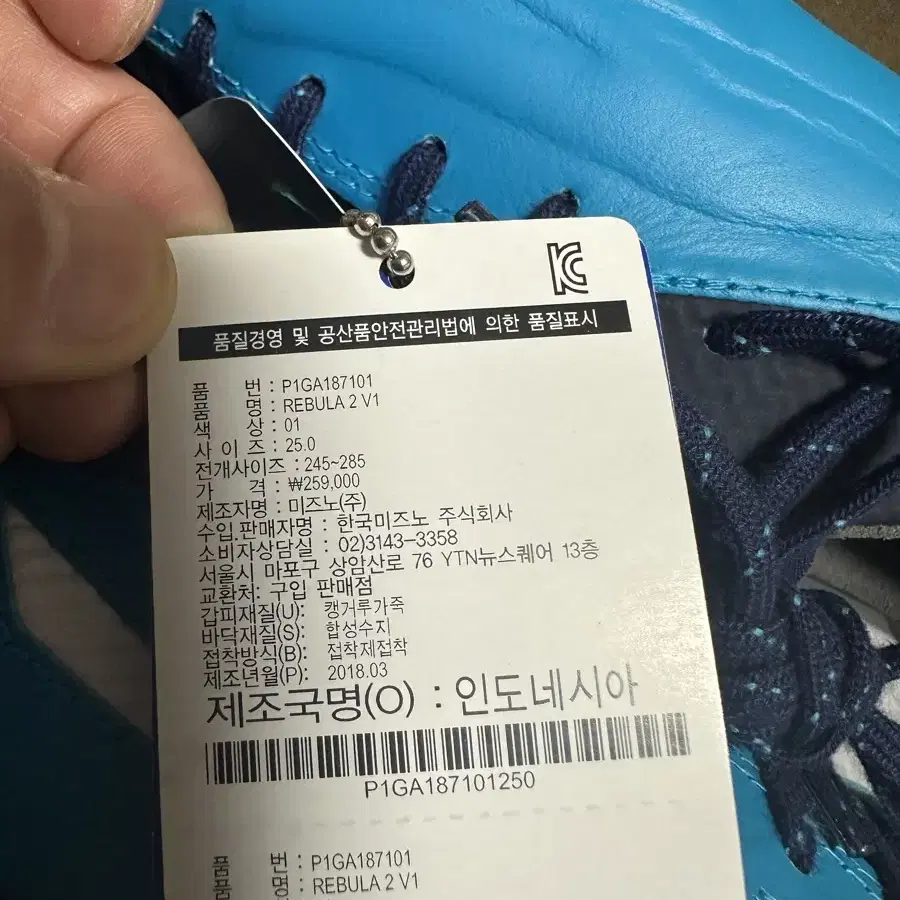 품질경영 및 공산품안전관리법에 의한 품질표시
품 번 : P1GA187101
품 명 : REBULA 2 V1
색 상 : 01
사 이 즈 : 25.0
전개사이즈 : 245~285
가 격 : ₩259,000
제조자명 : 미즈노(주)
수입.판매자명 : 한국미즈노 주식회사
소비자상담실 : 02)3143-3358
서울시 마포구 상암산로 76 YTN뉴스퀘어 13층
교환처: 구입 판매점
갑피재질(U): 캥거루가죽
바닥재질(S): 합성수지
접착방식(B): 접착제접착
제조년월(P): 2018.03
제조국명(O) : 인도네시아
P1GA187101250
품 번 : P1GA187101
품 명 : REBULA 2 V1